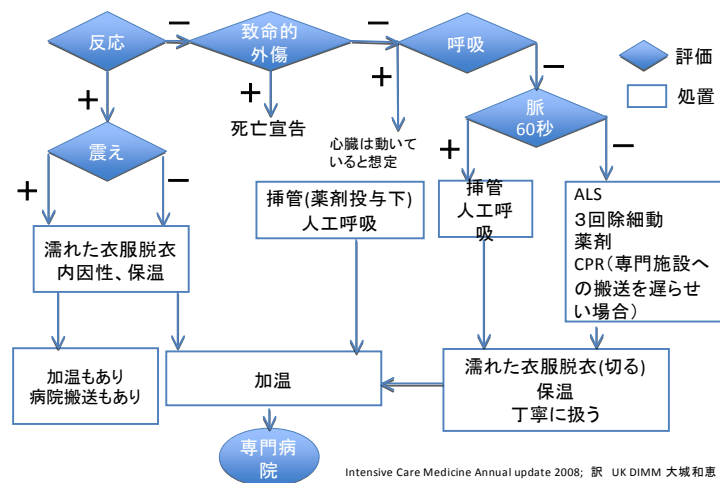 反応
致命的
外傷
呼吸
評価
処置
−
−
−
+
+
+
死亡宣告
心臓は動いて
いると想定
脈
60秒
震え
+
−
+
−
濡れた衣服脱衣
内因性、保温
挿管(薬剤投与下)
人工呼吸
挿管
人工呼
吸
ALS
３回除細動
薬剤
CPR（専門施設へ
の搬送を遅らせ
い場合）
加温もあり
病院搬送もあり
加温
濡れた衣服脱衣(切る)
保温
丁寧に扱う
専門病
院
Intensive Care Medicine Annual update 2008; 訳 UK DIMM 大城和恵